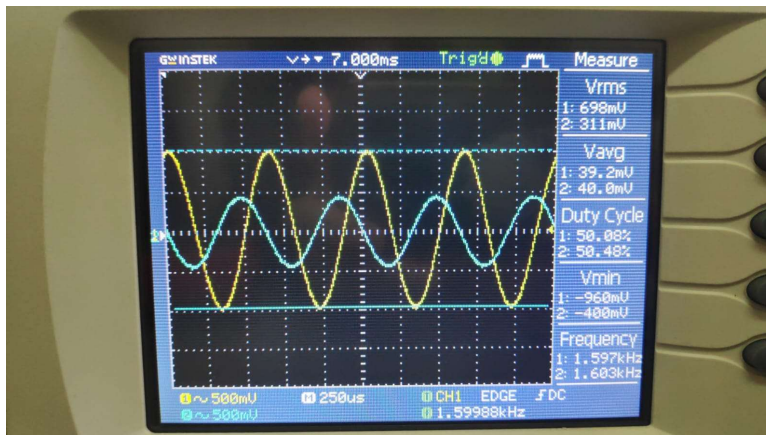 GW INSTEK 7.000ms Trig'd Measure
Vrms
1: 698mV
2: 311mV
Vavg
1: 39.2mV
2: 40.0mV
Duty Cycle
1: 50.08%
2: 50.48%
Vmin
1: -960mV
2: -400mV
Frequency
1: 1.597kHz
2: 1.603kHz
1
1 ~ 500mV M 250us CH1 EDGE DC
2 ~ 500mV 1.59988kHz